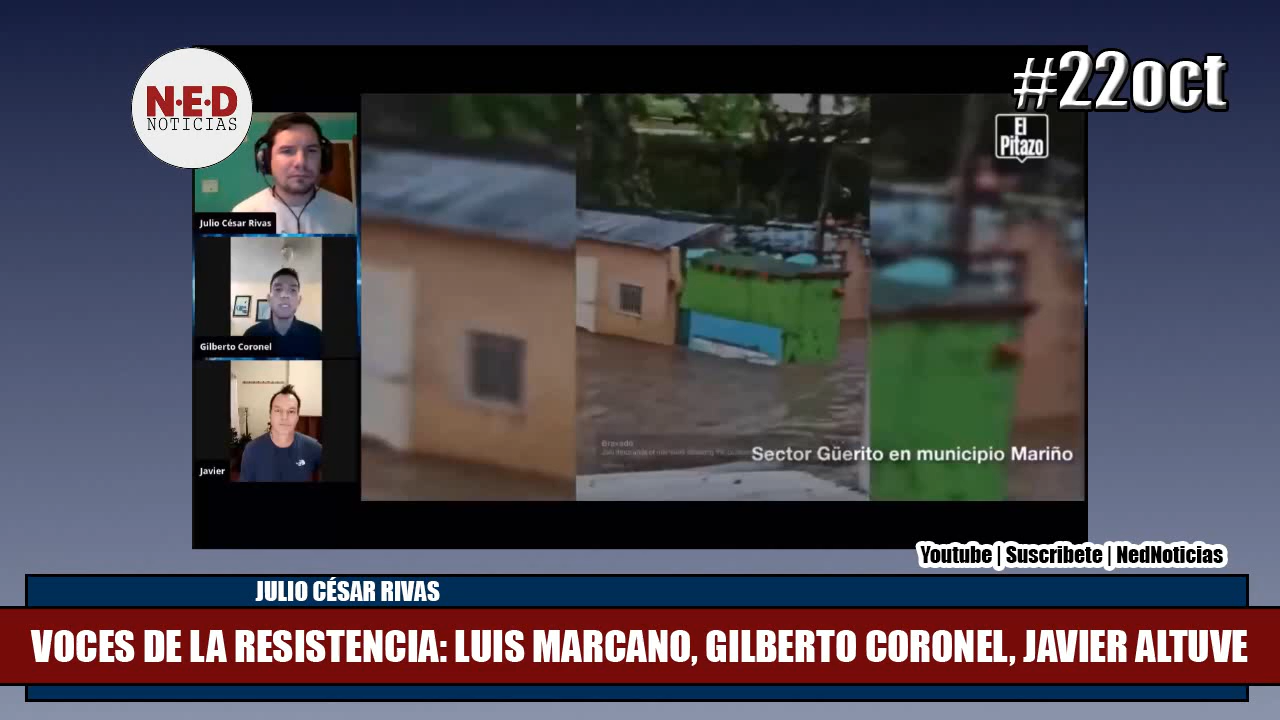 N·E·D
NOTICIAS
#22oct
El
Pitazo
Julio César Rivas
Gilberto Coronel
Javier
Grevado
Sector Güerito en municipio Mariño
Youtube | Suscribete | NedNoticias
JULIO CÉSAR RIVAS
VOCES DE LA RESISTENCIA: LUIS MARCANO, GILBERTO CORONEL, JAVIER ALTUVE